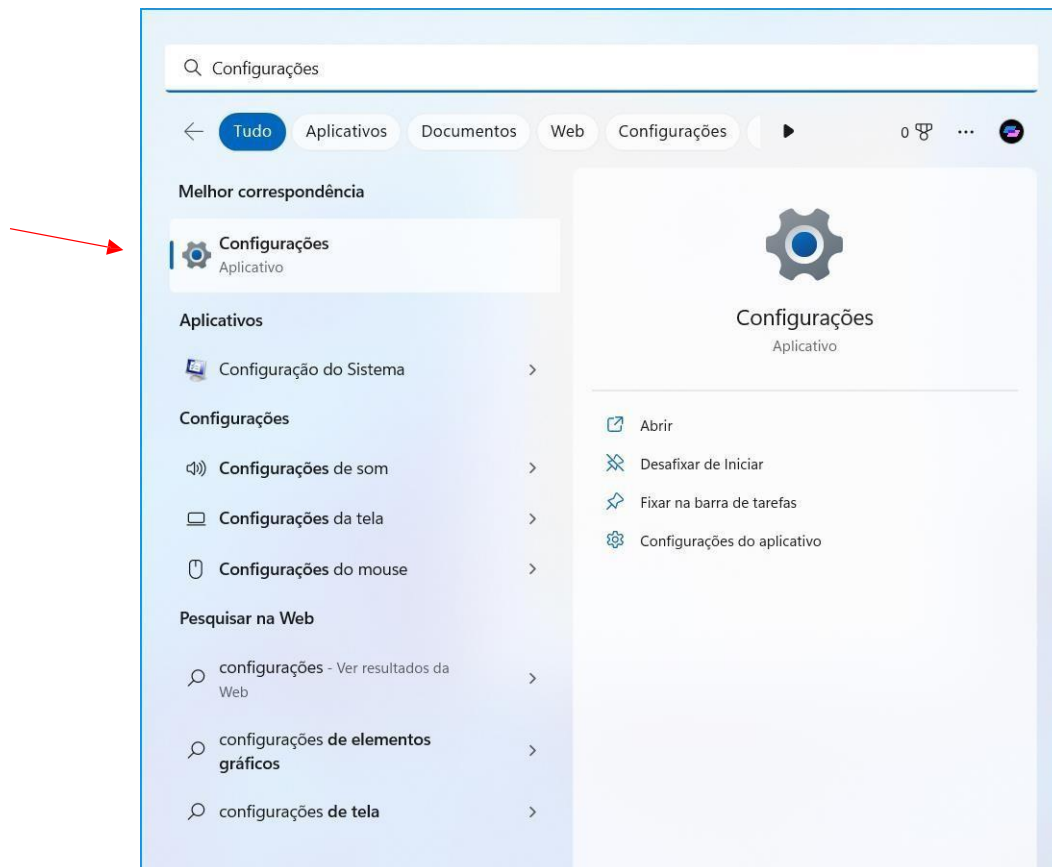 Configurações
Tudo Aplicativos Documentos Web Configurações 0 ...
Melhor correspondência
Configurações
Aplicativo
Aplicativos
Configuração do Sistema
Configurações
Configurações de som
Configurações da tela
Configurações do mouse
Pesquisar na Web
configurações - Ver resultados da
Web
configurações de elementos
gráficos
configurações de tela
Configurações
Aplicativo
Abrir
Desafixar de Iniciar
Fixar na barra de tarefas
Configurações do aplicativo